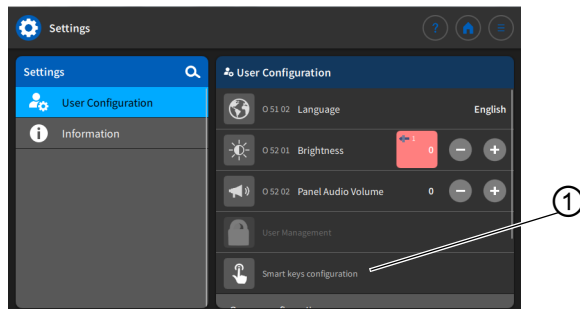 Settings
?
Settings
User Configuration
Information
User Configuration
O 51 02 Language English
O 52 01 Brightness 1 0 − +
O 52 02 Panel Audio Volume 0 − +
User Management
Smart keys configuration
1